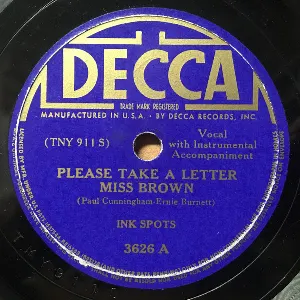 DECCA
TRADE MARK REGISTERED
MANUFACTURED IN U.S.A. - BY DECCA RECORDS, INC.
(TNY 911 S)
Vocal
with Instrumental
Accompaniment
PLEASE TAKE A LETTER
MISS BROWN
(Paul Cunningham-Ernie Burnett)
INK SPOTS
3626 A